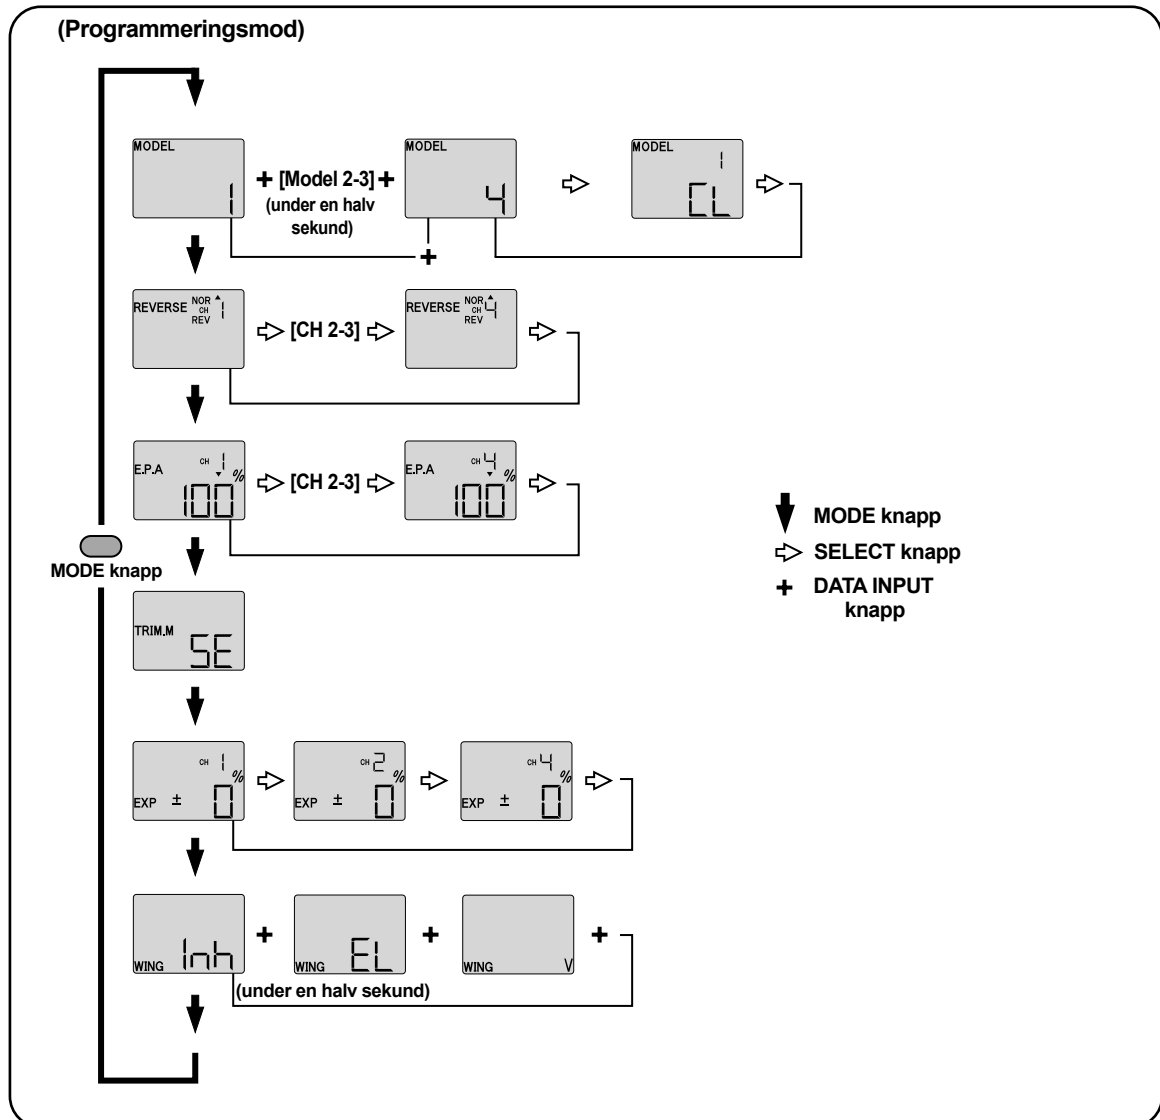 (Programmeringsmod)
MODEL
1
+ [Model 2-3] +
(under en halv
sekund)
MODEL
4
MODEL
1
CL
+
REVERSE NOR 1
CH
REV
[CH 2-3]
REVERSE NOR 4
CH
REV
E.P.A CH 1
%
100
[CH 2-3]
E.P.A CH 4
%
100
MODE knapp
MODE knapp
SELECT knapp
+ DATA INPUT
knapp
TRIM.M SE
CH 1
%
EXP ± 0
CH 2
%
EXP ± 0
CH 4
%
EXP ± 0
WING Inh
+
WING EL
+
WING V
+
(under en halv sekund)